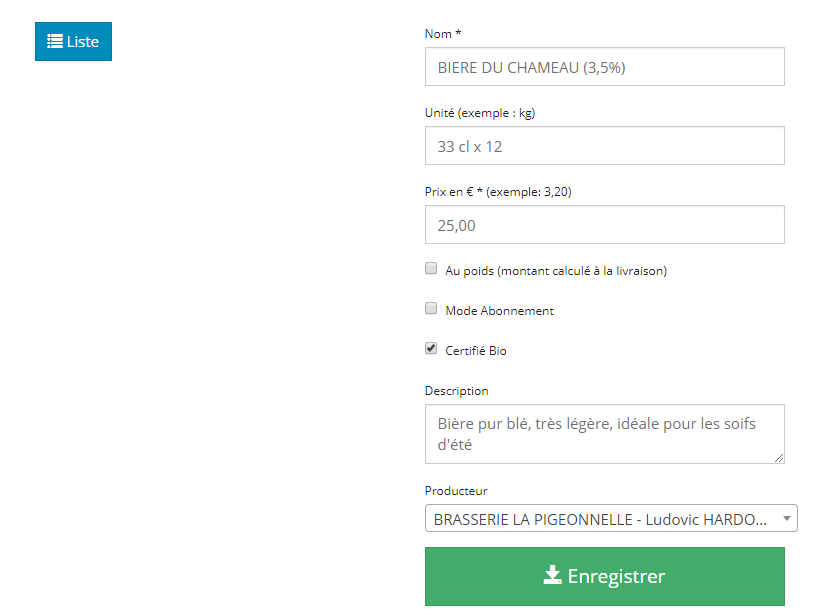 Liste
Nom *
BIERE DU CHAMEAU (3,5%)
Unité (exemple : kg)
33 cl x 12
Prix en € * (exemple: 3,20)
25,00
Au poids (montant calculé à la livraison)
Mode Abonnement
Certifié Bio
Description
Bière pur blé, très légère, idéale pour les soifs
d'été
Producteur
BRASSERIE LA PIGEONNELLE - Ludovic HARDO...
Enregistrer